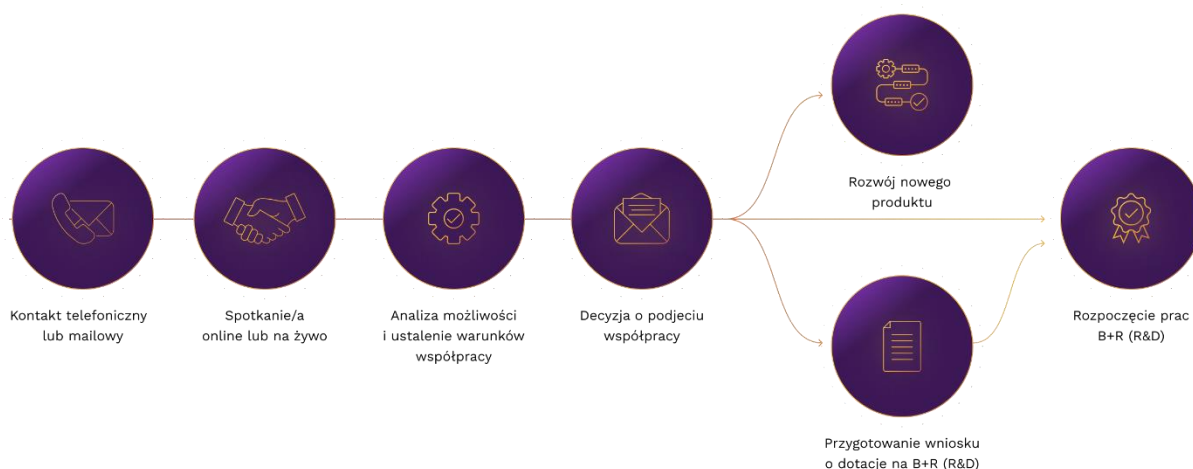 Kontakt telefoniczny
lub mailowy
Spotkanie/a
online lub na żywo
Analiza możliwości
i ustalenie warunków
współpracy
Decyzja o podjeciu
współpracy
Rozwój nowego
produktu
Przygotowanie wniosku
o dotacje na B+R (R&D)
Rozpoczęcie prac
B+R (R&D)